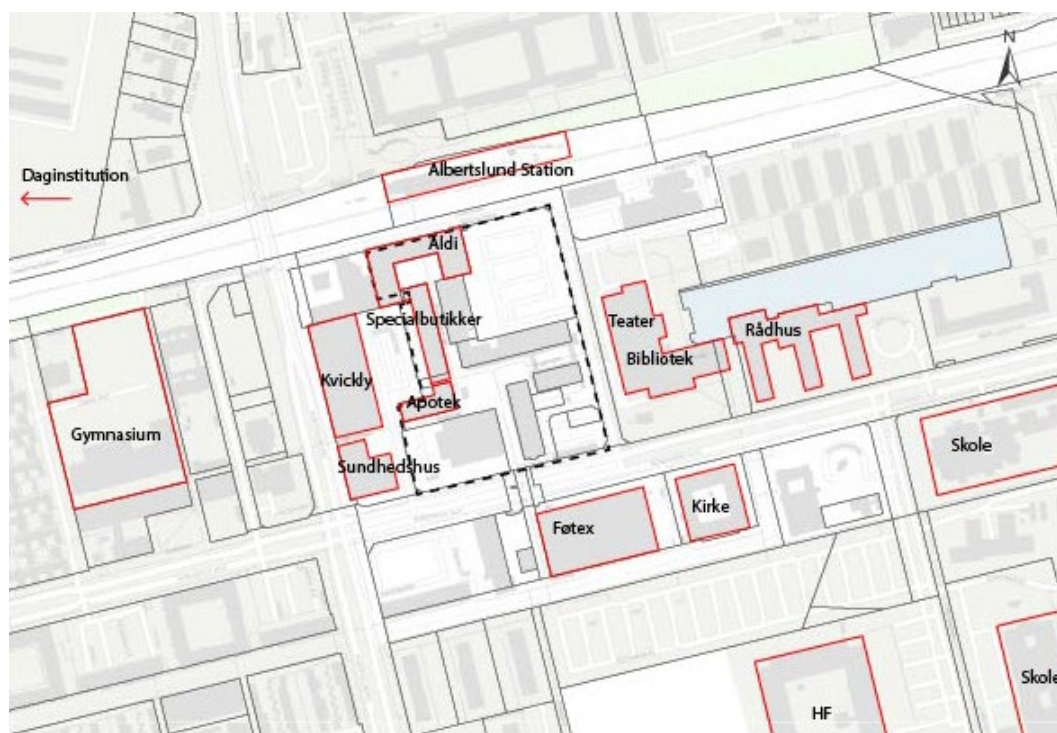 N
Albertslund Station
Daginstitution
Aldi
Specialbutikker
Teater
Rådhus
Bibliotek
Kvickly
Apotek
Gymnasium
Sundhedshus
Skole
Kirke
Føtex
Skole
HF